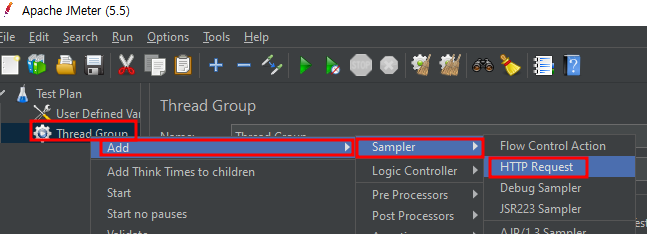 Apache JMeter (5.5)
File Edit Search Run Options Tools Help
Test Plan
User Defined Var
Thread Group
Thread Group
Name: Thread Group
Add
Add Think Times to children
Start
Start no pauses
Validate
Sampler
Logic Controller
Pre Processors
Post Processors
Flow Control Action
HTTP Request
Debug Sampler
JSR223 Sampler
AJP/1.3 Sampler